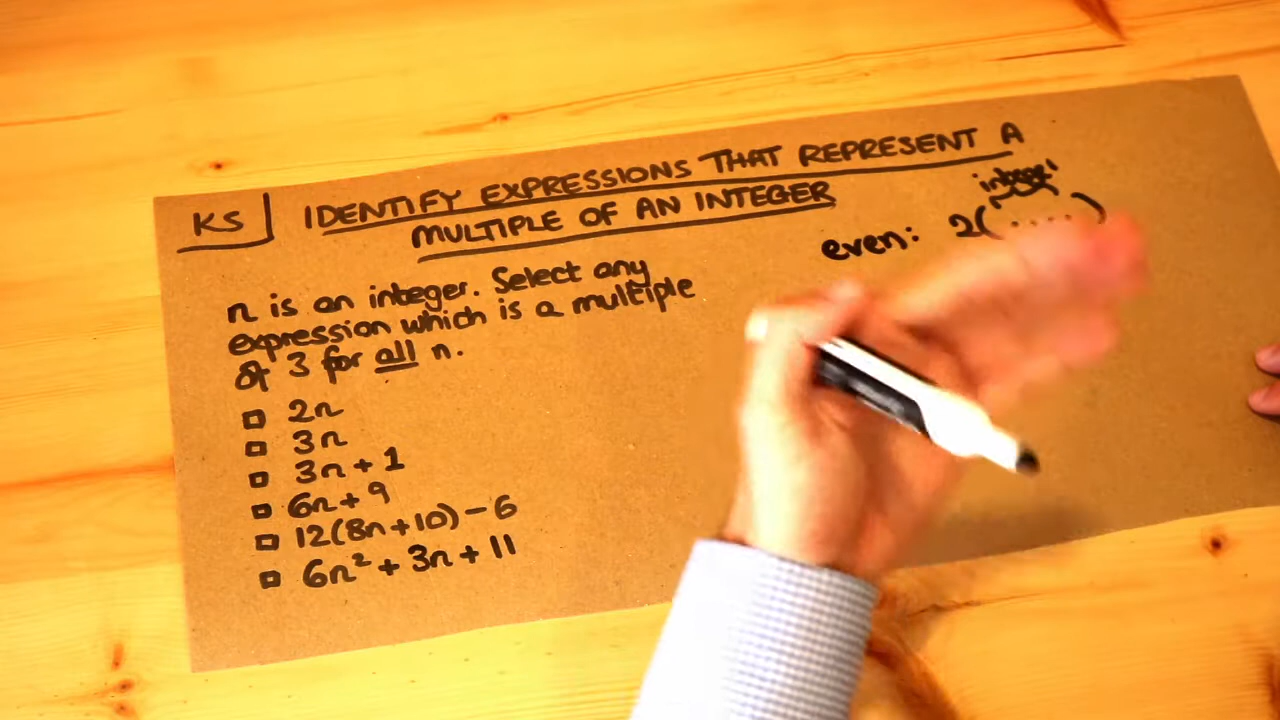 KS
IDENTIFY EXPRESSIONS THAT REPRESENT A
MULTIPLE OF AN INTEGER
integer
even: 2(....)
n is an integer. Select any
expression which is a multiple
of 3 for all n.
2n
3n
3n + 1
6n + 9
12(8n+10) - 6
6n² + 3n + 11